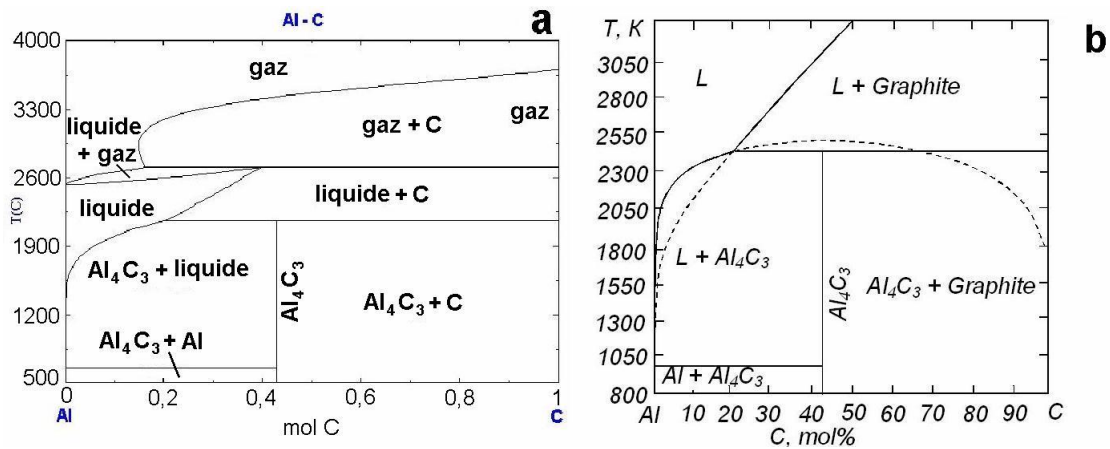 Al - C
a
4000
3300
2600
1900
1200
500
T(C)
gaz
gaz
gaz + C
liquide
+ gaz
liquide
liquide + C
Al₄C₃ + liquide
Al₄C₃
Al₄C₃ + C
Al₄C₃ + Al
0
0,2
0,4
0,6
0,8
1
Al
C
mol C
T, K
b
3050
2800
2550
2300
2050
1800
1550
1300
1050
800
L
L + Graphite
L + Al₄C₃
Al₄C₃
Al₄C₃ + Graphite
Al + Al₄C₃
Al
10 20 30 40 50 60 70 80 90
C
C, mol%